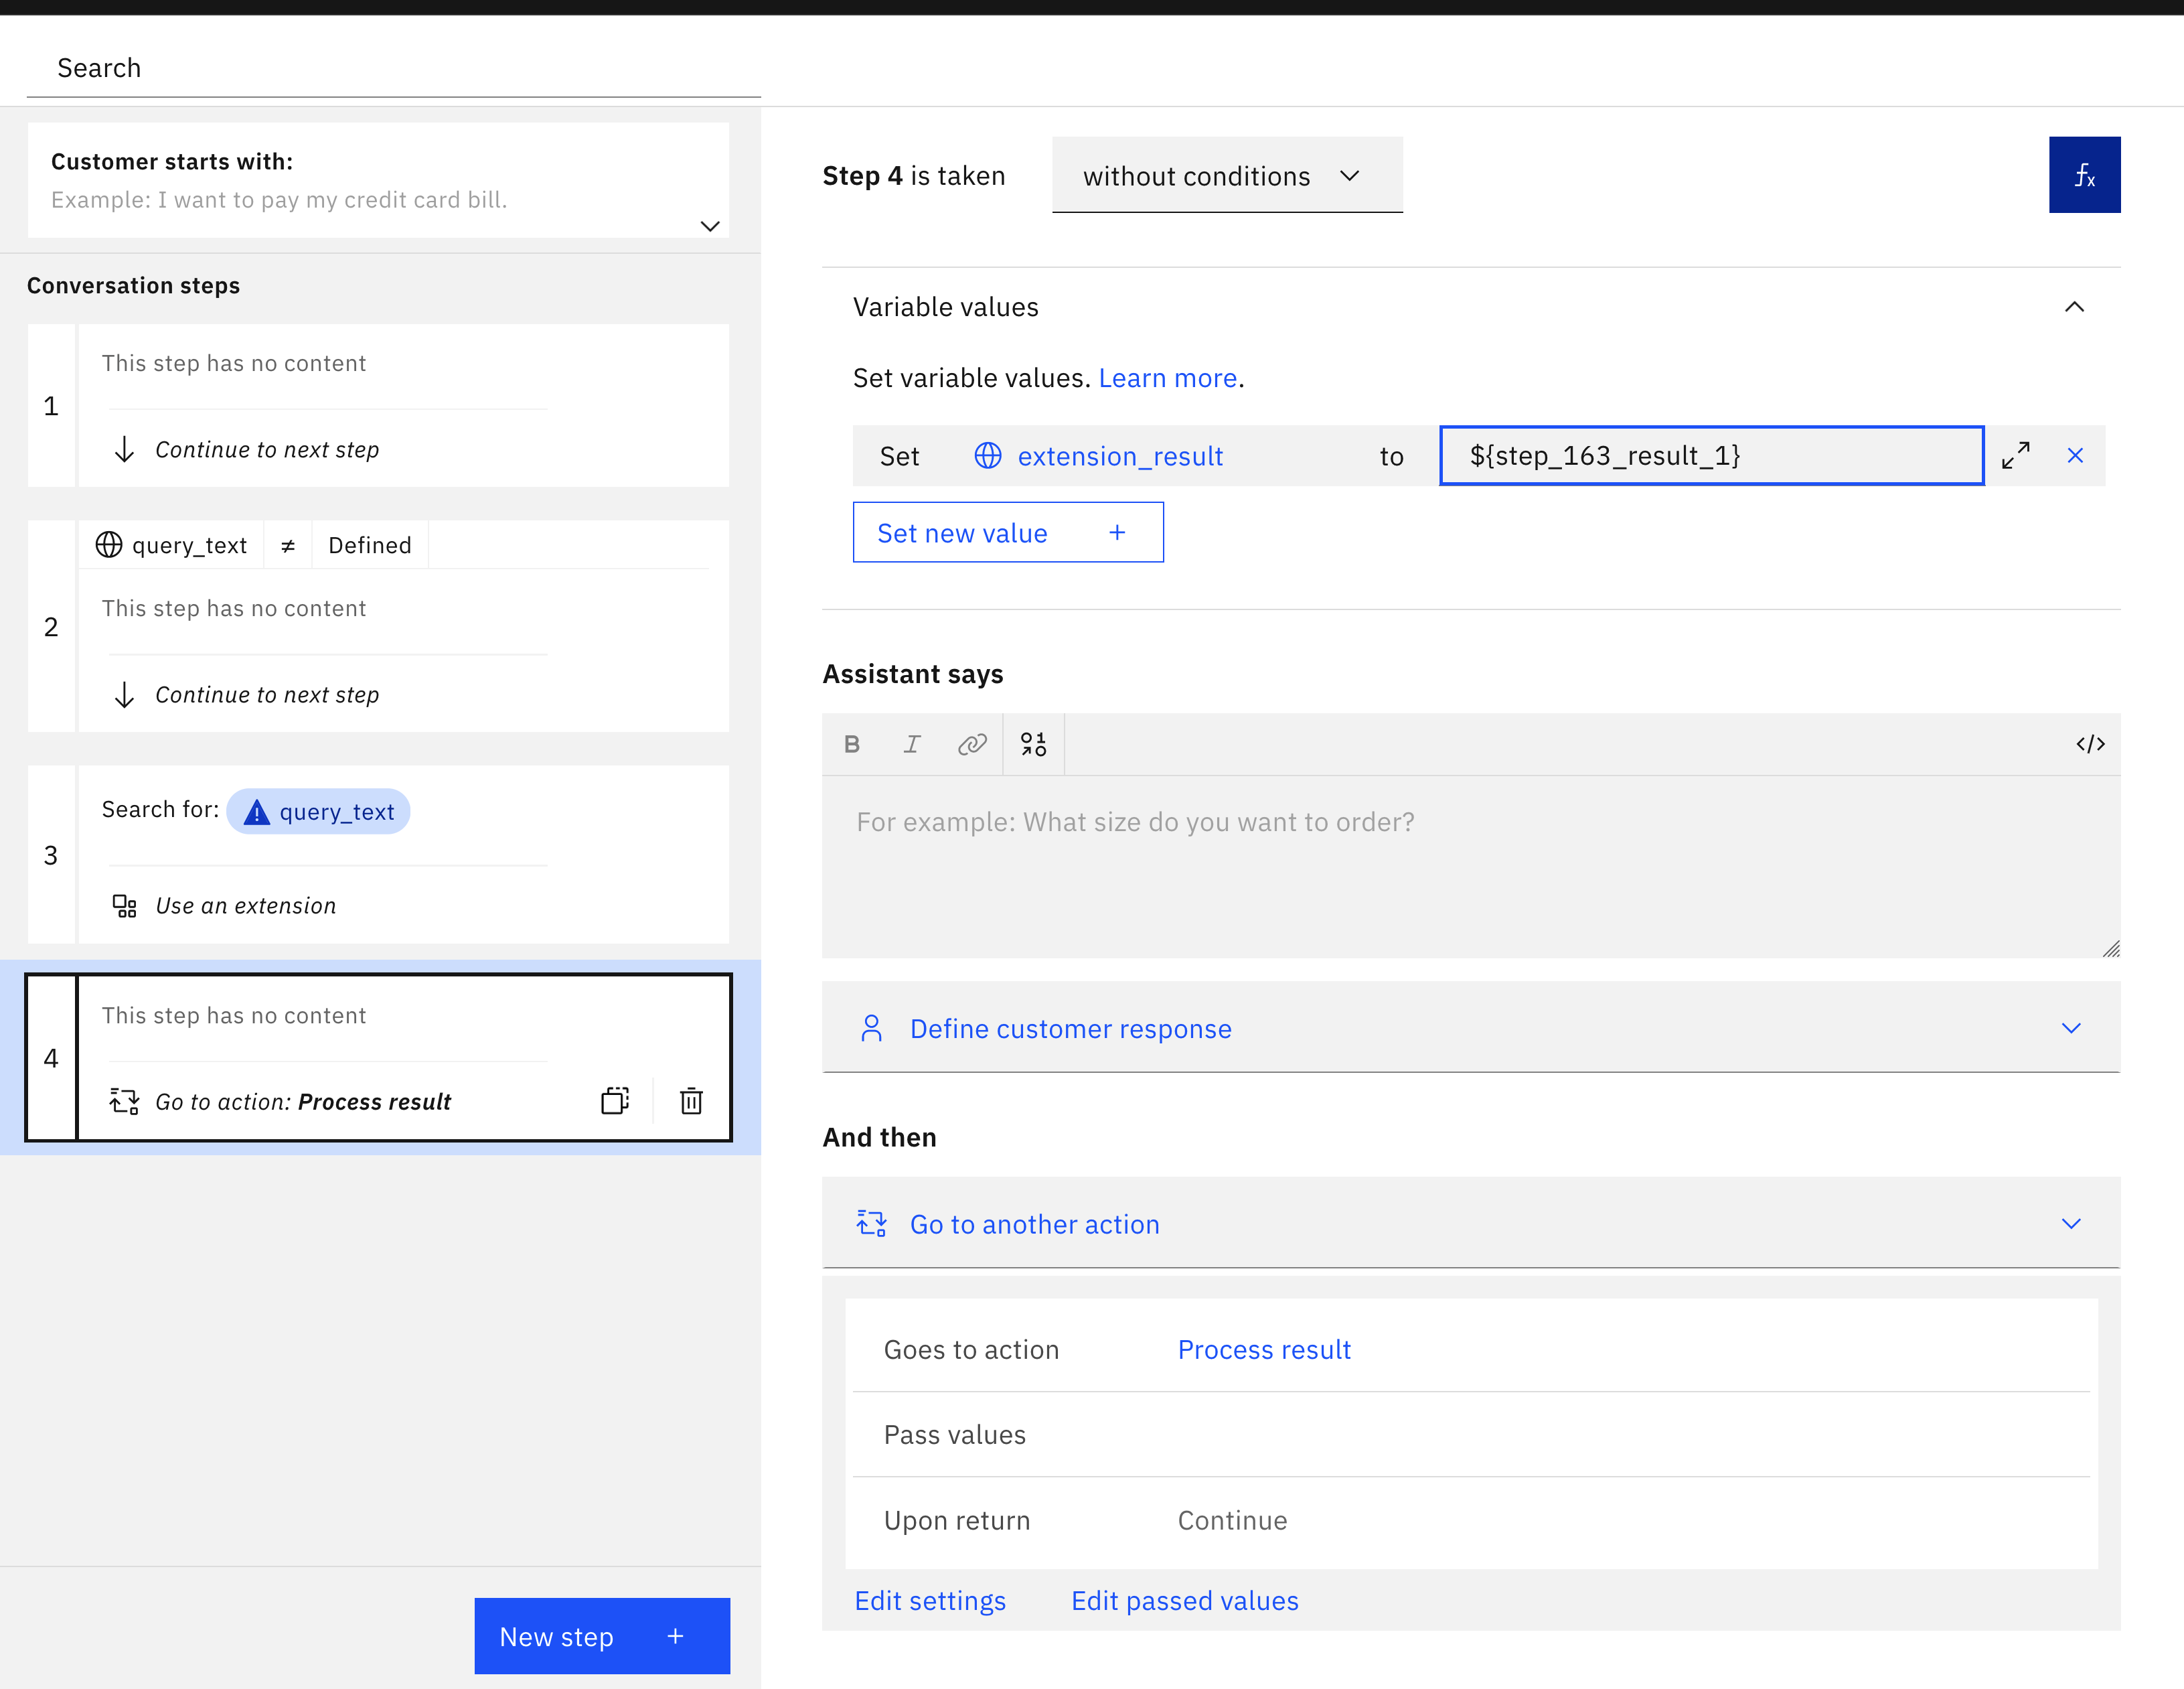 Search
Customer starts with:
Example: I want to pay my credit card bill.
Conversation steps
1
This step has no content
Continue to next step
2
query_text ≠ Defined
This step has no content
Continue to next step
3
Search for: query_text
Use an extension
4
This step has no content
Go to action: Process result
New step +
Step 4 is taken without conditions
fx
Variable values
Set variable values. Learn more.
Set extension_result to ${step_163_result_1}
Set new value +
Assistant says
B I
For example: What size do you want to order?
Define customer response
And then
Go to another action
Goes to action Process result
Pass values
Upon return Continue
Edit settings Edit passed values